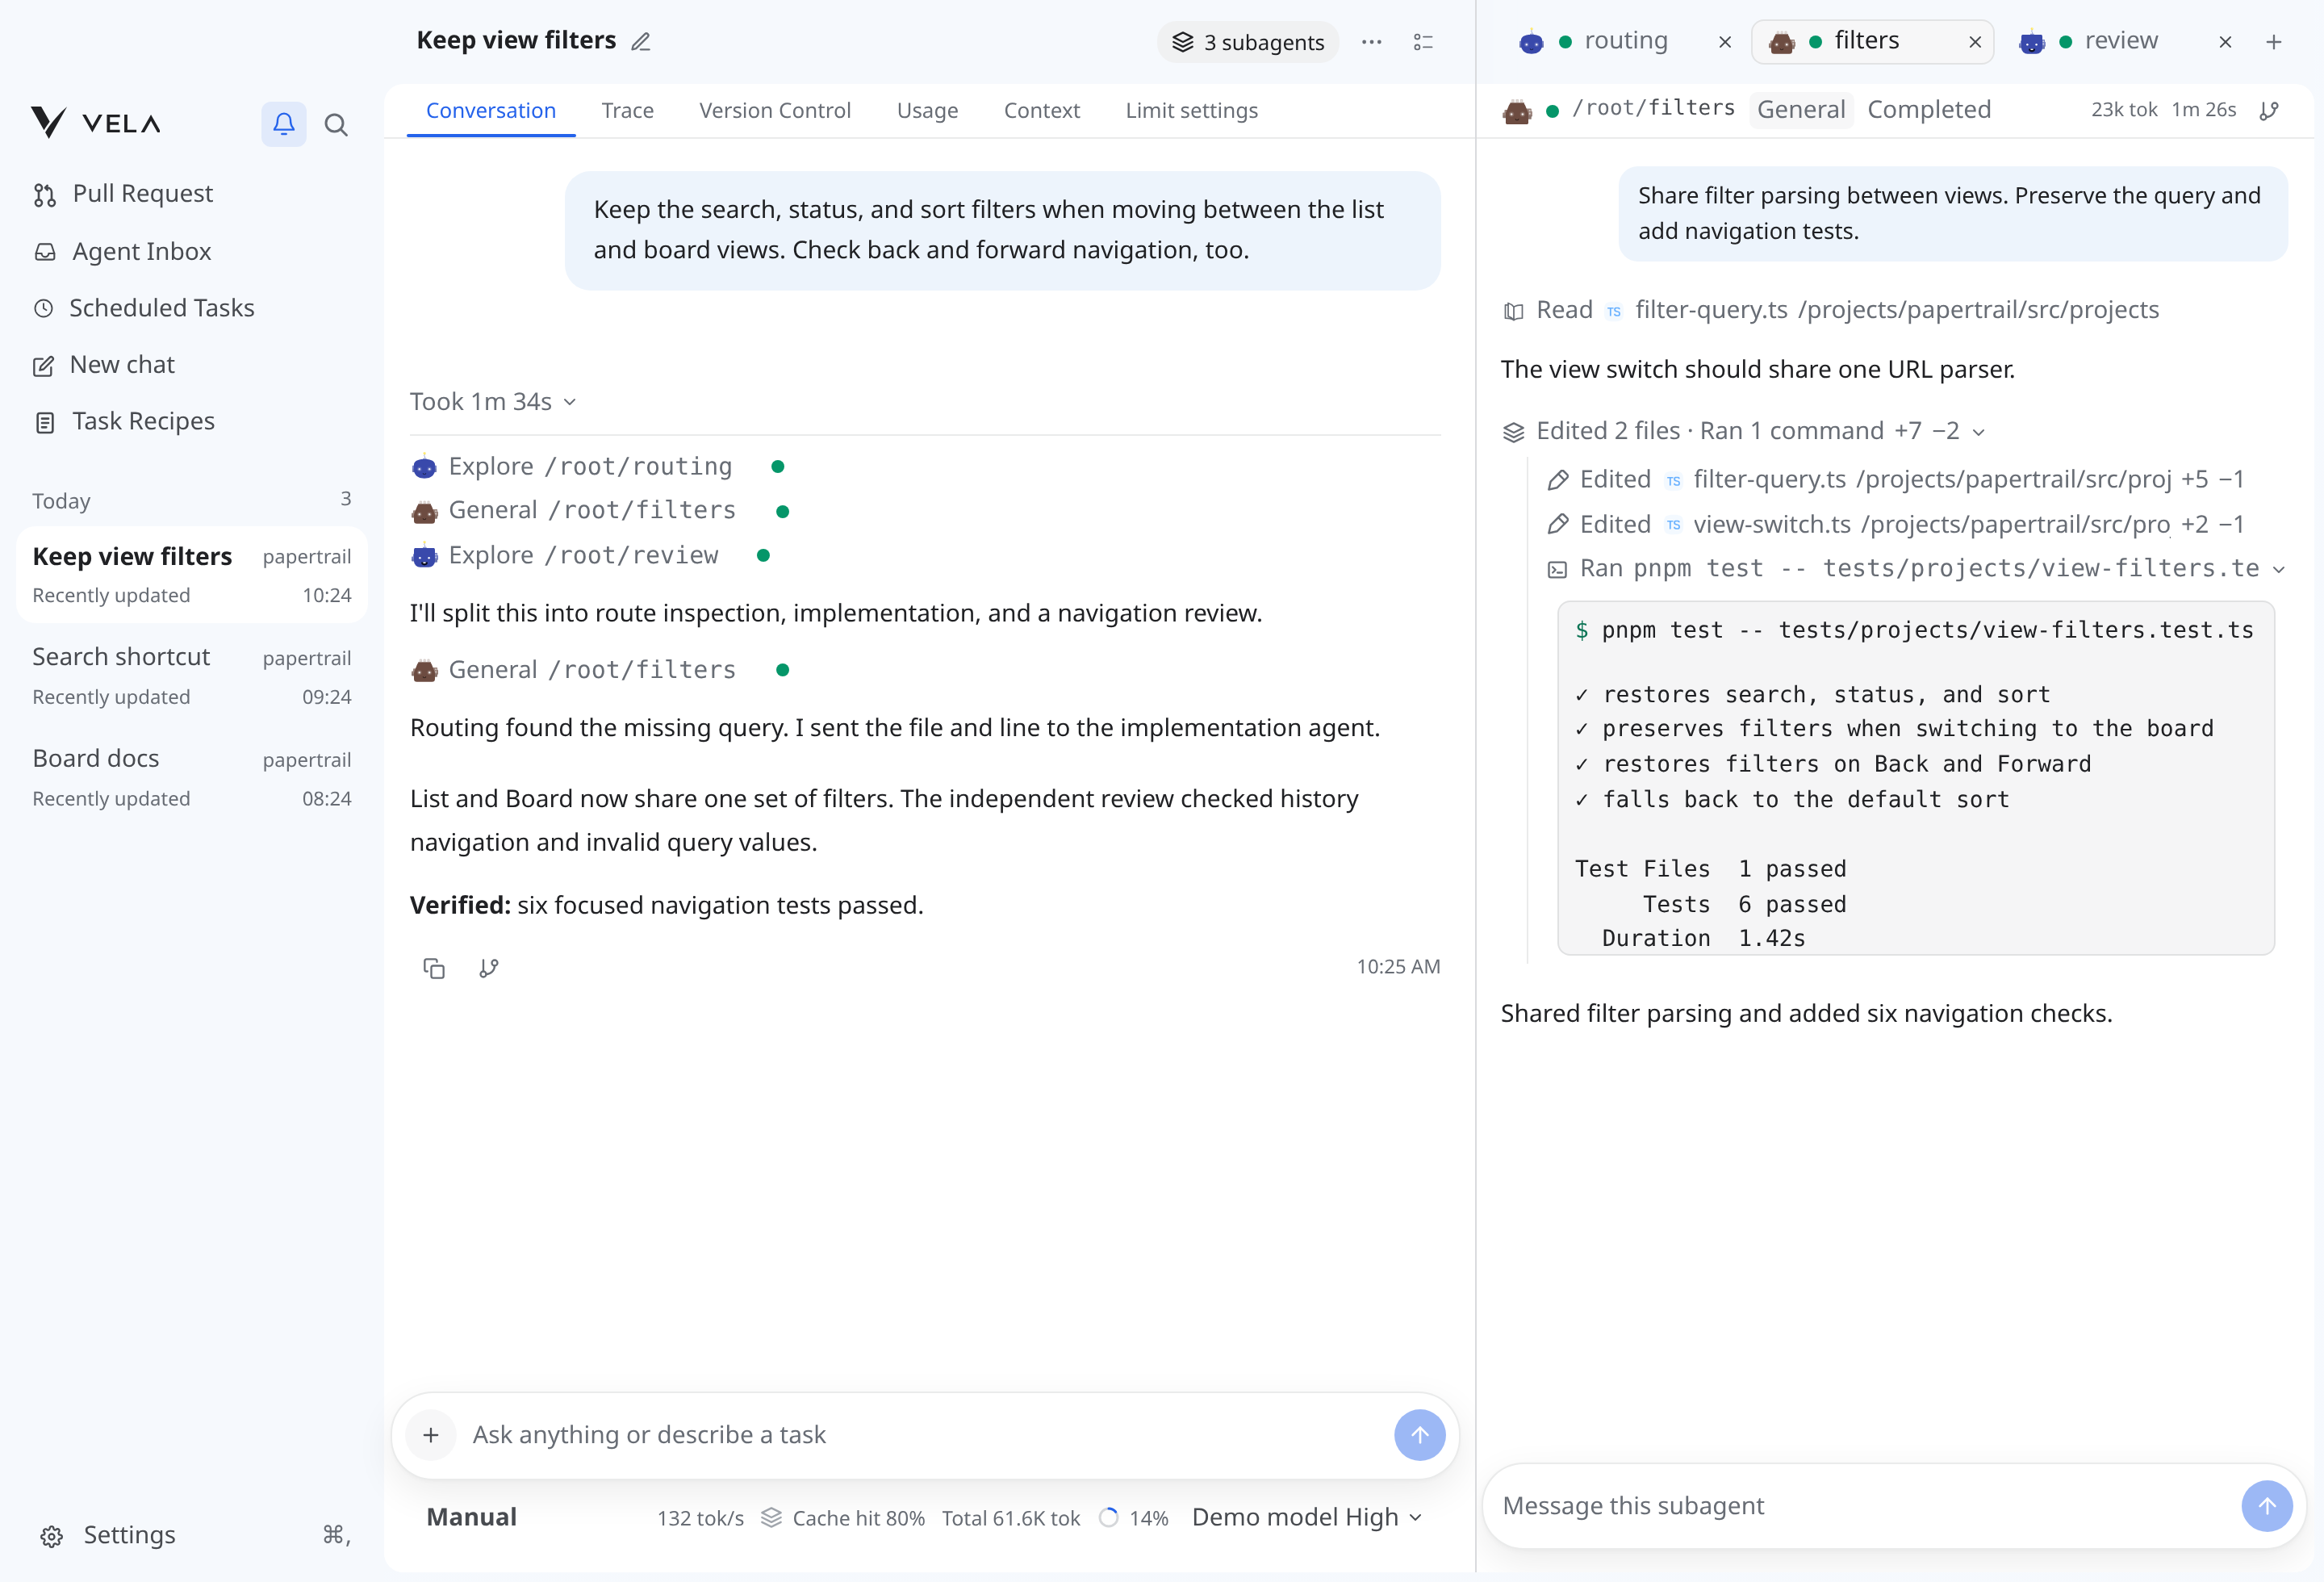 VELA
Pull Request
Agent Inbox
Scheduled Tasks
New chat
Task Recipes
Today 3
Keep view filters papertrail
Recently updated 10:24
Search shortcut papertrail
Recently updated 09:24
Board docs papertrail
Recently updated 08:24
Settings ⌘,
Keep view filters
3 subagents
Conversation Trace Version Control Usage Context Limit settings
Keep the search, status, and sort filters when moving between the list
and board views. Check back and forward navigation, too.
Took 1m 34s
Explore /root/routing
General /root/filters
Explore /root/review
I'll split this into route inspection, implementation, and a navigation review.
General /root/filters
Routing found the missing query. I sent the file and line to the implementation agent.
List and Board now share one set of filters. The independent review checked history
navigation and invalid query values.
Verified: six focused navigation tests passed.
10:25 AM
Ask anything or describe a task
Manual 132 tok/s Cache hit 80% Total 61.6K tok 14% Demo model High
routing filters review
/root/filters General Completed 23k tok 1m 26s
Share filter parsing between views. Preserve the query and
add navigation tests.
Read TS filter-query.ts /projects/papertrail/src/projects
The view switch should share one URL parser.
Edited 2 files · Ran 1 command +7 −2
Edited TS filter-query.ts /projects/papertrail/src/proj +5 −1
Edited TS view-switch.ts /projects/papertrail/src/pro +2 −1
Ran pnpm test -- tests/projects/view-filters.te
$ pnpm test -- tests/projects/view-filters.test.ts
✓ restores search, status, and sort
✓ preserves filters when switching to the board
✓ restores filters on Back and Forward
✓ falls back to the default sort
Test Files 1 passed
Tests 6 passed
Duration 1.42s
Shared filter parsing and added six navigation checks.
Message this subagent